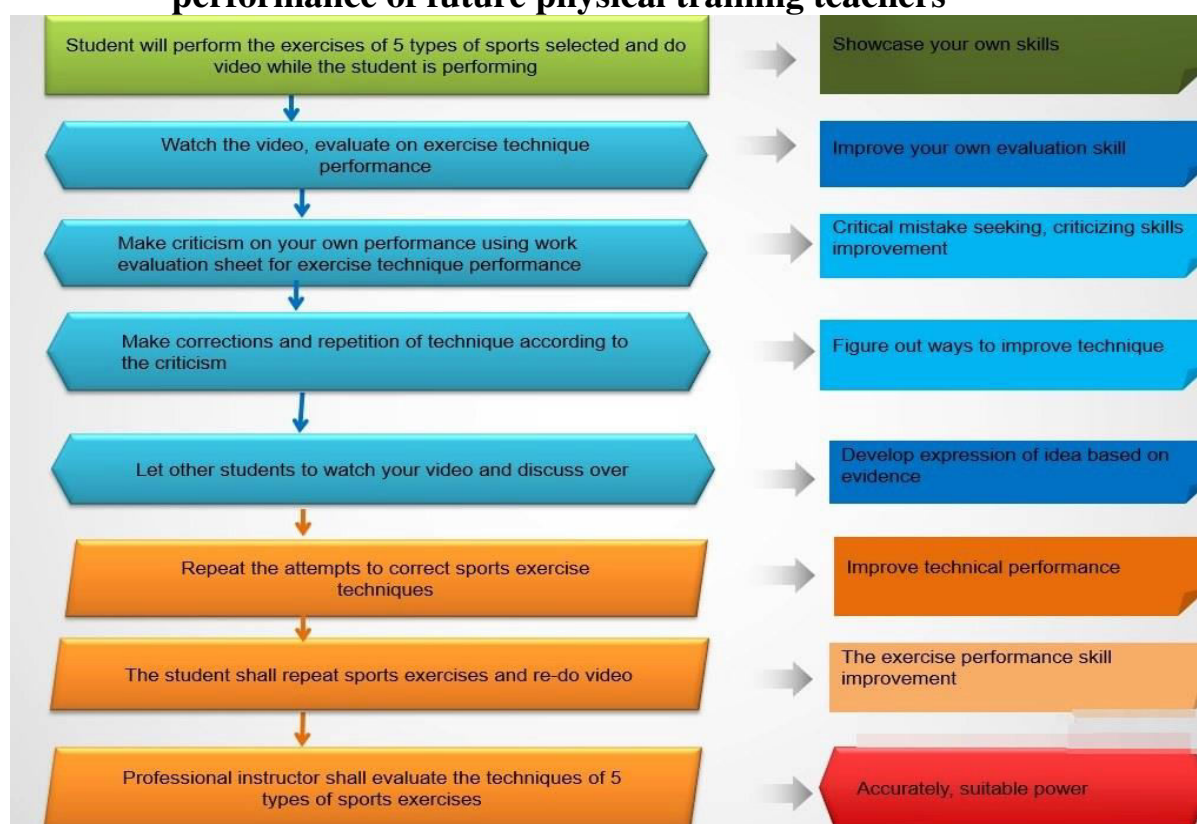 performance of future physical training teachers
Student will perform the exercises of 5 types of sports selected and do
video while the student is performing
Showcase your own skills
Watch the video, evaluate on exercise technique
performance
Improve your own evaluation skill
Make criticism on your own performance using work
evaluation sheet for exercise technique performance
Critical mistake seeking, criticizing skills
improvement
Make corrections and repetition of technique according to
the criticism
Figure out ways to improve technique
Let other students to watch your video and discuss over
Develop expression of idea based on
evidence
Repeat the attempts to correct sports exercise
techniques
Improve technical performance
The student shall repeat sports exercises and re-do video
The exercise performance skill
improvement
Professional instructor shall evaluate the techniques of 5
types of sports exercises
Accurately, suitable power